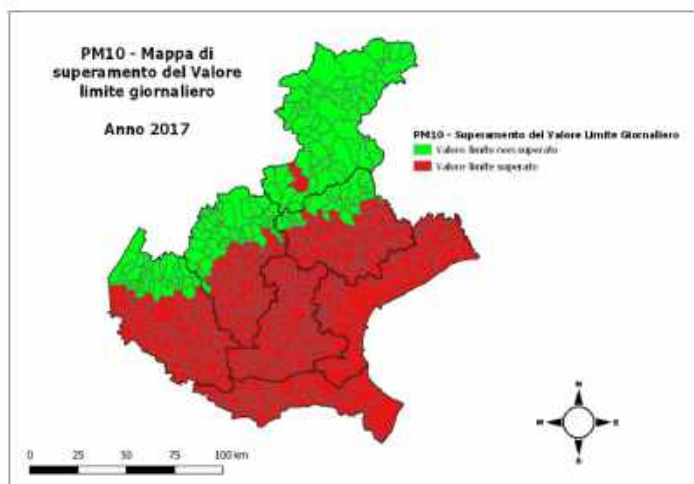 PM10 - Mappa di
superamento del Valore
limite giornaliero
Anno 2017
PM10 - Superamento del Valore Limite Giornaliero
Valore limite non superato
Valore limite superato
0 25 50 75 100 km
N